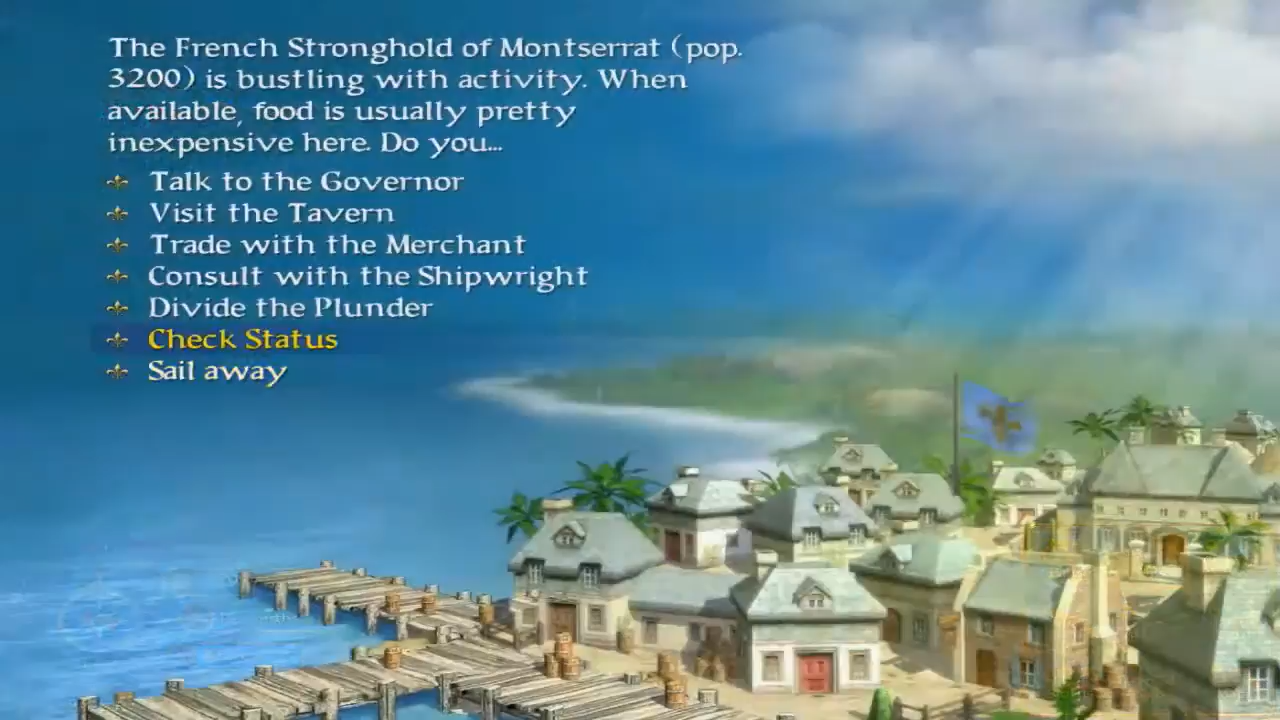 The French Stronghold of Montserrat (pop.
3200) is bustling with activity. When
available, food is usually pretty
inexpensive here. Do you...
Talk to the Governor
Visit the Tavern
Trade with the Merchant
Consult with the Shipwright
Divide the Plunder
Check Status
Sail away